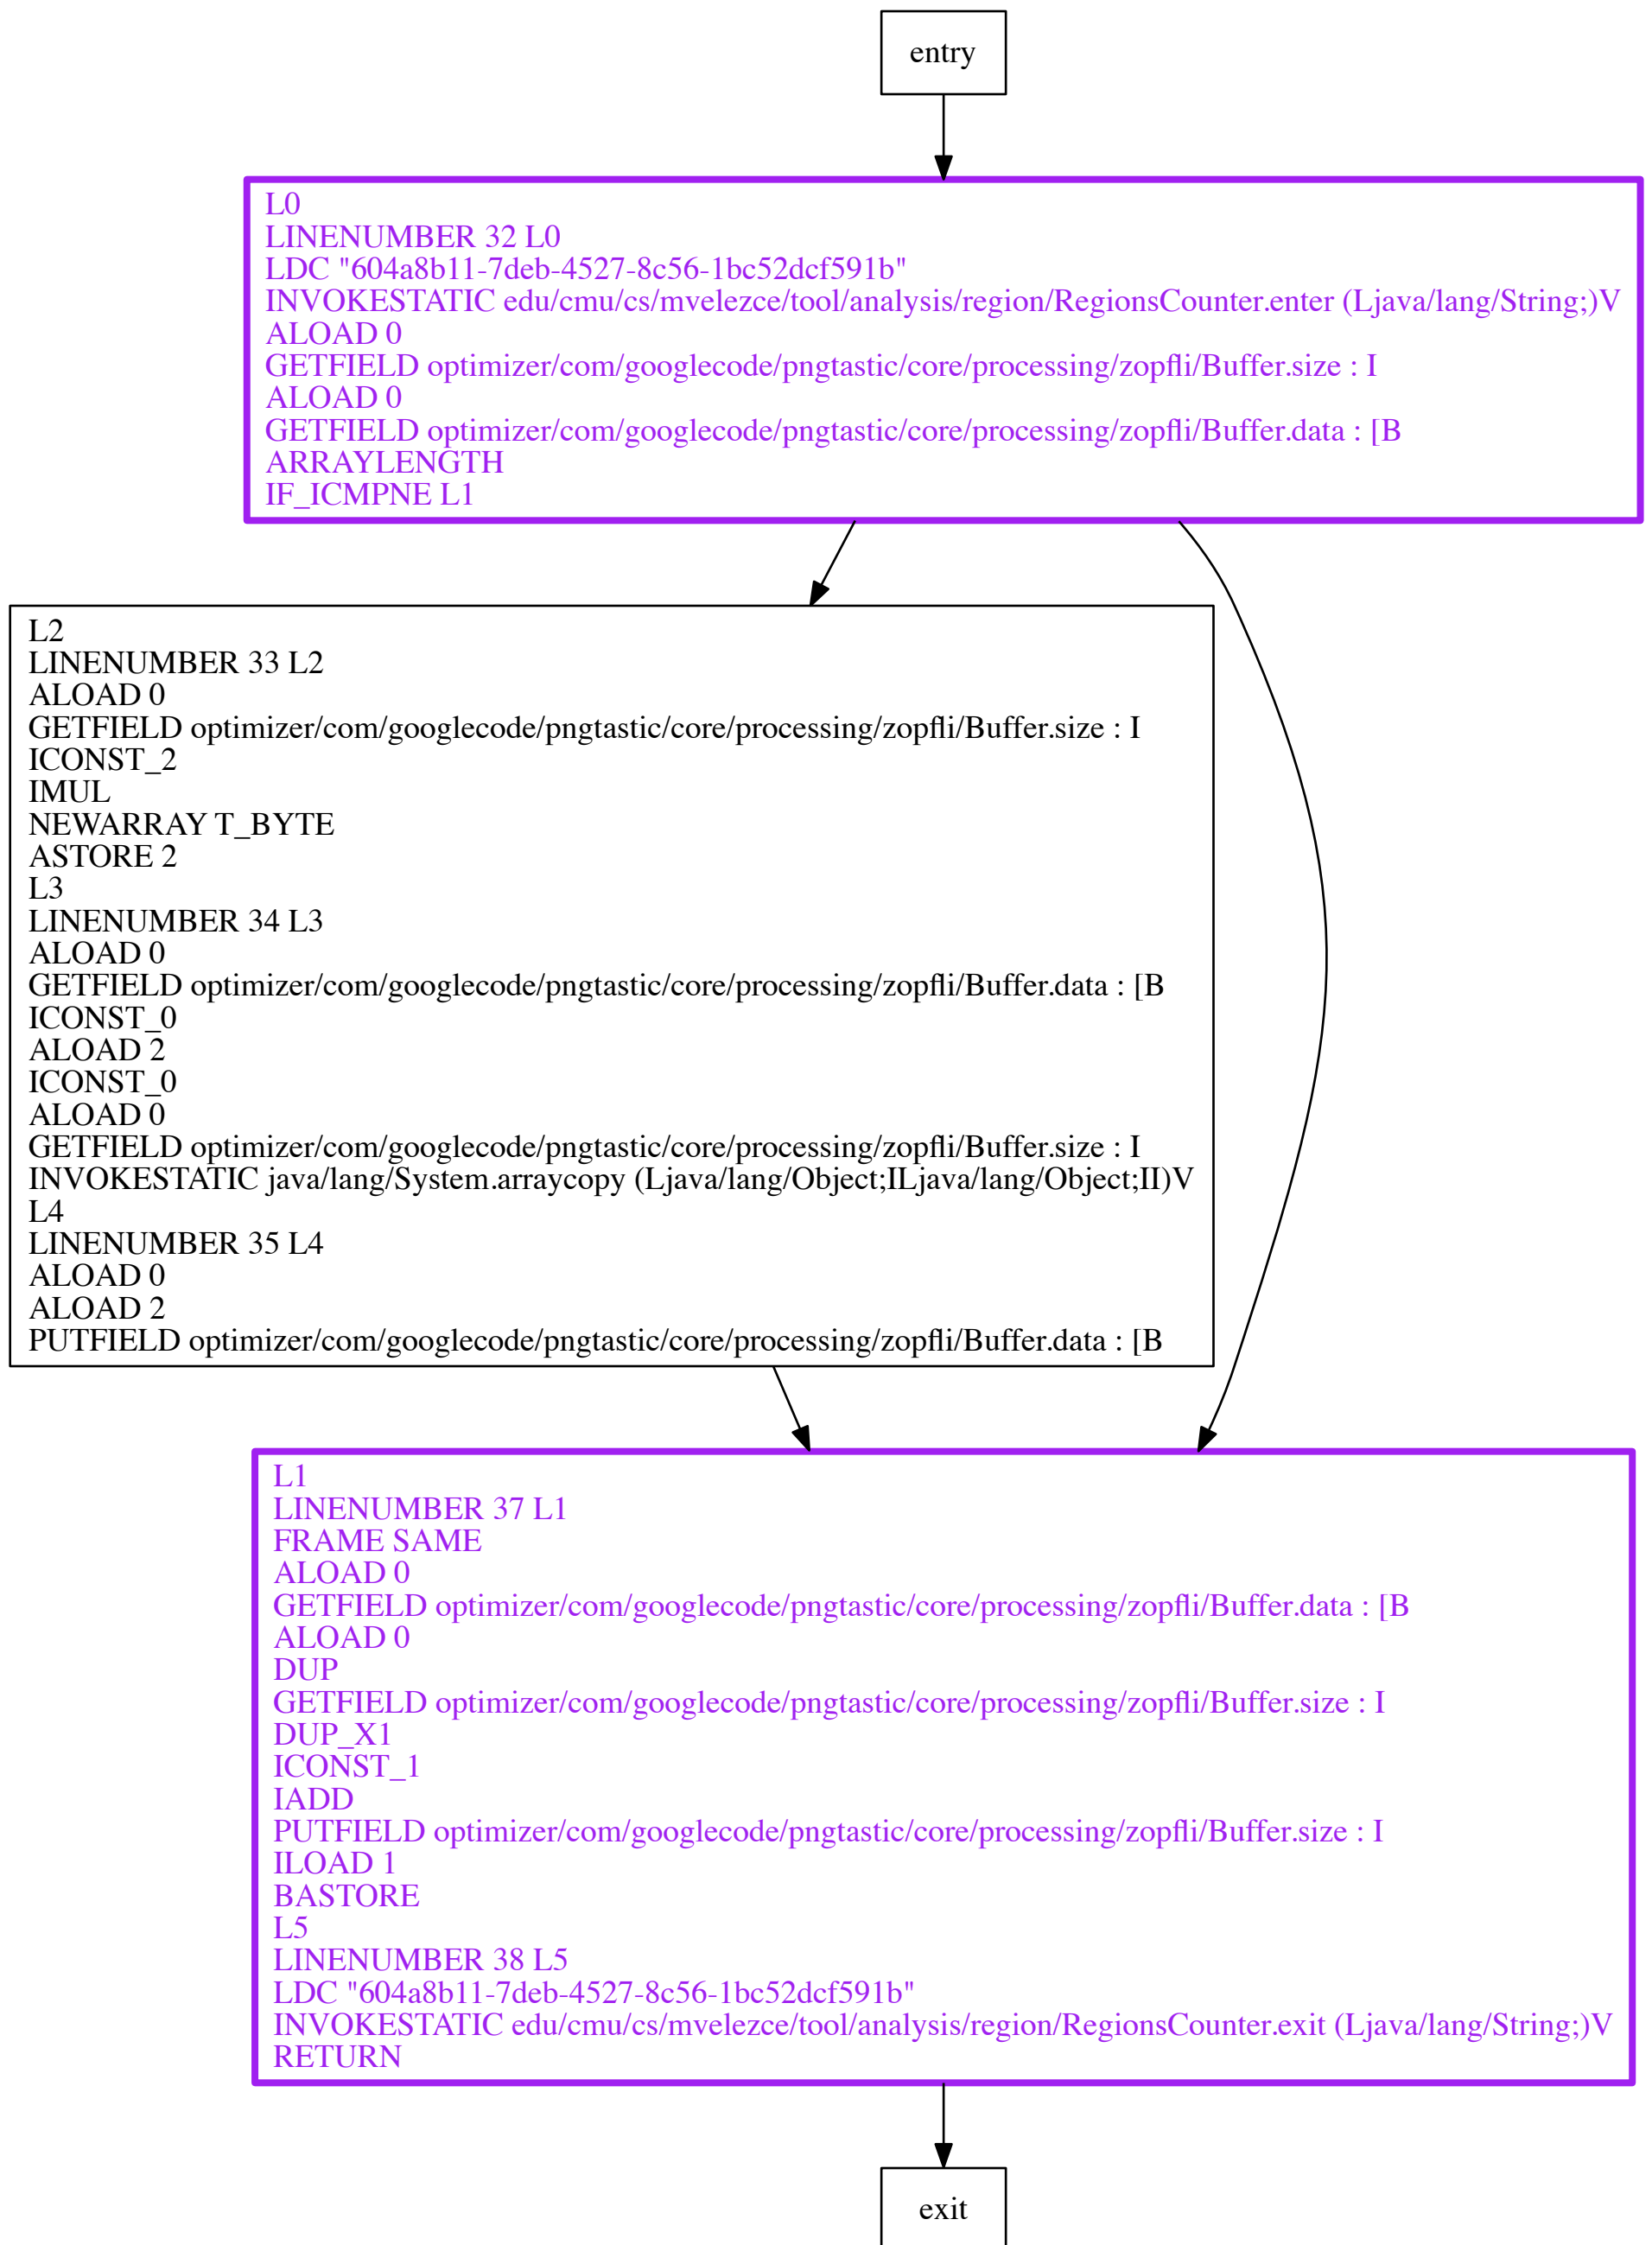 entry
L0
LINENUMBER 32 L0
LDC "604a8b11-7deb-4527-8c56-1bc52dcf591b"
INVOKESTATIC edu/cmu/cs/mvelezce/tool/analysis/region/RegionsCounter.enter (Ljava/lang/String;)V
ALOAD 0
GETFIELD optimizer/com/googlecode/pngtastic/core/processing/zopfli/Buffer.size : I
ALOAD 0
GETFIELD optimizer/com/googlecode/pngtastic/core/processing/zopfli/Buffer.data : [B
ARRAYLENGTH
IF_ICMPNE L1
L2
LINENUMBER 33 L2
ALOAD 0
GETFIELD optimizer/com/googlecode/pngtastic/core/processing/zopfli/Buffer.size : I
ICONST_2
IMUL
NEWARRAY T_BYTE
ASTORE 2
L3
LINENUMBER 34 L3
ALOAD 0
GETFIELD optimizer/com/googlecode/pngtastic/core/processing/zopfli/Buffer.data : [B
ICONST_0
ALOAD 2
ICONST_0
ALOAD 0
GETFIELD optimizer/com/googlecode/pngtastic/core/processing/zopfli/Buffer.size : I
INVOKESTATIC java/lang/System.arraycopy (Ljava/lang/Object;ILjava/lang/Object;II)V
L4
LINENUMBER 35 L4
ALOAD 0
ALOAD 2
PUTFIELD optimizer/com/googlecode/pngtastic/core/processing/zopfli/Buffer.data : [B
L1
LINENUMBER 37 L1
FRAME SAME
ALOAD 0
GETFIELD optimizer/com/googlecode/pngtastic/core/processing/zopfli/Buffer.data : [B
ALOAD 0
DUP
GETFIELD optimizer/com/googlecode/pngtastic/core/processing/zopfli/Buffer.size : I
DUP_X1
ICONST_1
IADD
PUTFIELD optimizer/com/googlecode/pngtastic/core/processing/zopfli/Buffer.size : I
ILOAD 1
BASTORE
L5
LINENUMBER 38 L5
LDC "604a8b11-7deb-4527-8c56-1bc52dcf591b"
INVOKESTATIC edu/cmu/cs/mvelezce/tool/analysis/region/RegionsCounter.exit (Ljava/lang/String;)V
RETURN
exit